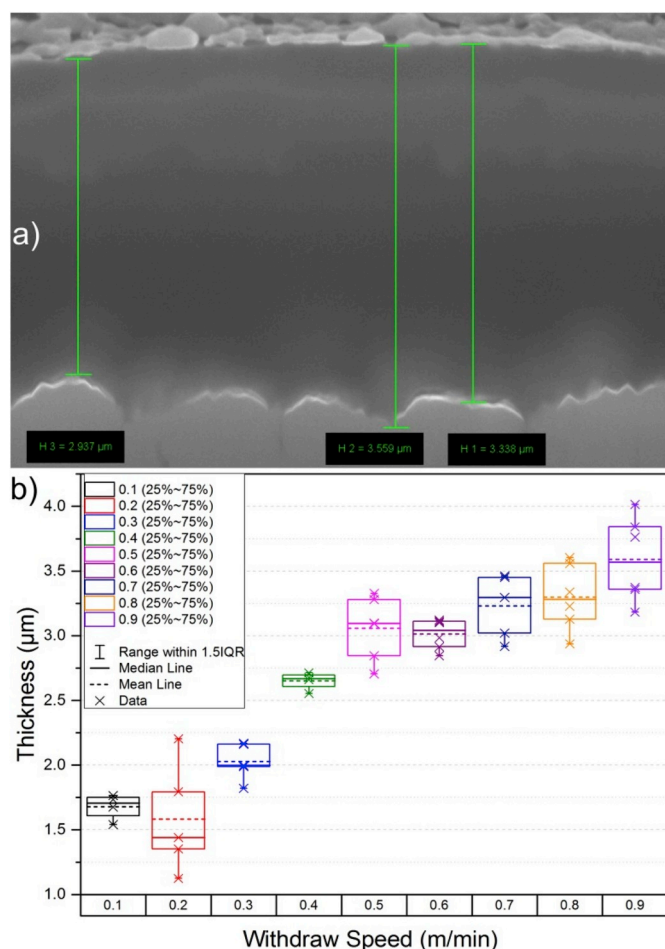 a)
H 3 = 2.937 µm
H 2 = 3.559 µm
H 1 = 3.338 µm
b)
0.1 (25%~75%)
0.2 (25%~75%)
0.3 (25%~75%)
0.4 (25%~75%)
0.5 (25%~75%)
0.6 (25%~75%)
0.7 (25%~75%)
0.8 (25%~75%)
0.9 (25%~75%)
Range within 1.5IQR
Median Line
Mean Line
Data
Thickness (µm)
4.0
3.5
3.0
2.5
2.0
1.5
1.0
0.1 0.2 0.3 0.4 0.5 0.6 0.7 0.8 0.9
Withdraw Speed (m/min)